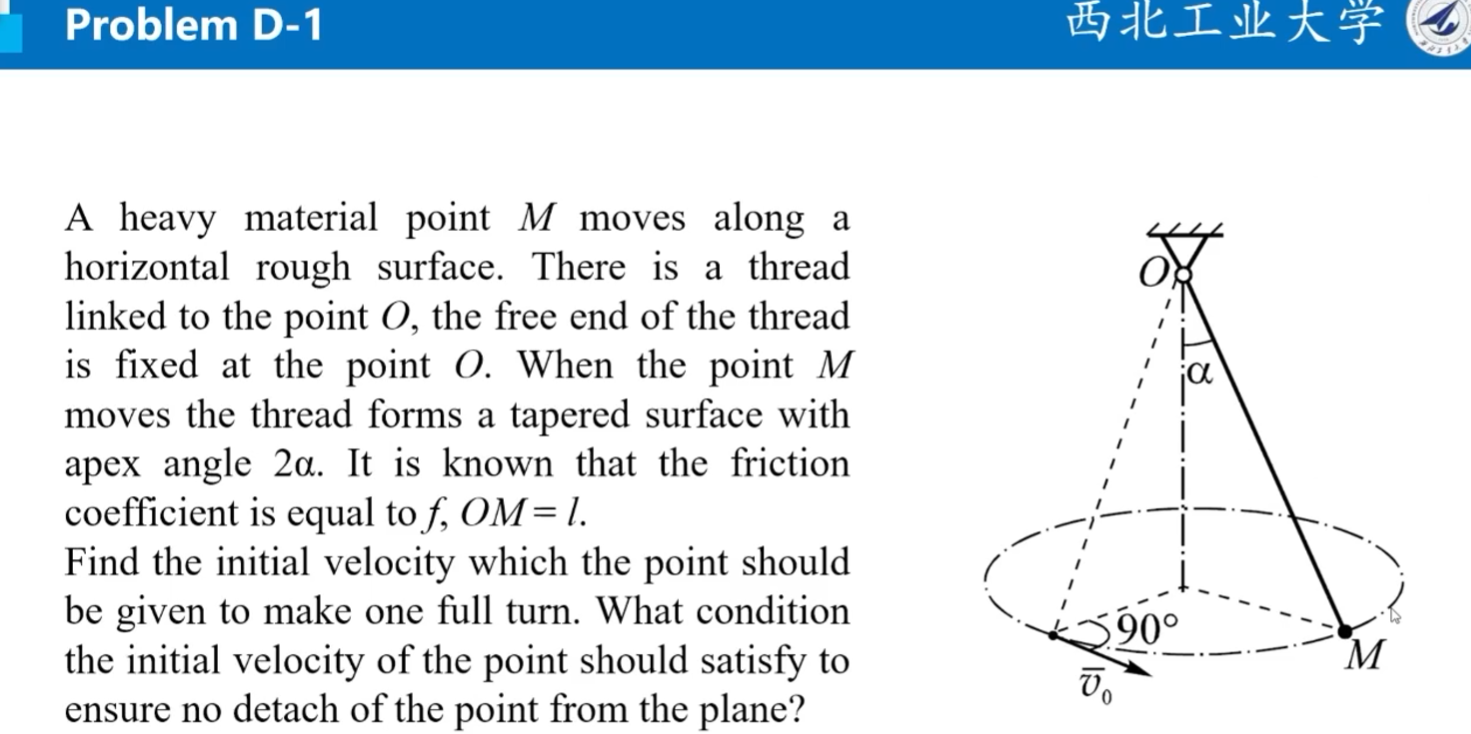 Problem D-1
西北工业大学
A heavy material point M moves along a
horizontal rough surface. There is a thread
linked to the point O, the free end of the thread
is fixed at the point O. When the point M
moves the thread forms a tapered surface with
apex angle 2α. It is known that the friction
coefficient is equal to f, OM = l.
Find the initial velocity which the point should
be given to make one full turn. What condition
the initial velocity of the point should satisfy to
ensure no detach of the point from the plane?
O
α
90°
M
v̅₀